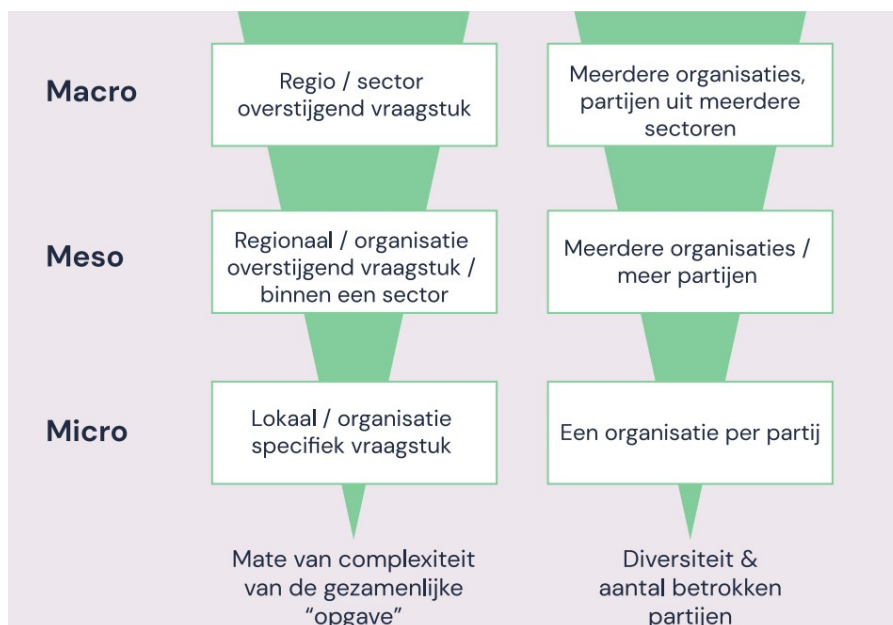 Macro
Regio / sector
overstijgend vraagstuk
Meerdere organisaties,
partijen uit meerdere
sectoren
Meso
Regionaal / organisatie
overstijgend vraagstuk /
binnen een sector
Meerdere organisaties /
meer partijen
Micro
Lokaal / organisatie
specifiek vraagstuk
Een organisatie per partij
Mate van complexiteit
van de gezamenlijke
“opgave”
Diversiteit &
aantal betrokken
partijen